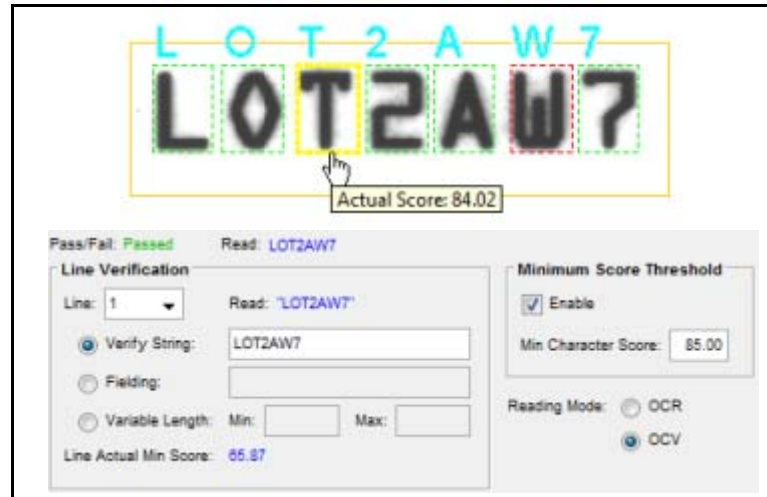 L O T 2 A W 7
LOT2AW7
Actual Score: 84.02
Pass/Fail: Passed Read: LOT2AW7
Line Verification
Line: 1 Read: "LOT2AW7"
Verify String: LOT2AW7
Fielding:
Variable Length: Min: Max:
Line Actual Min Score: 65.87
Minimum Score Threshold
Enable
Min Character Score: 85.00
Reading Mode: OCR
OCV